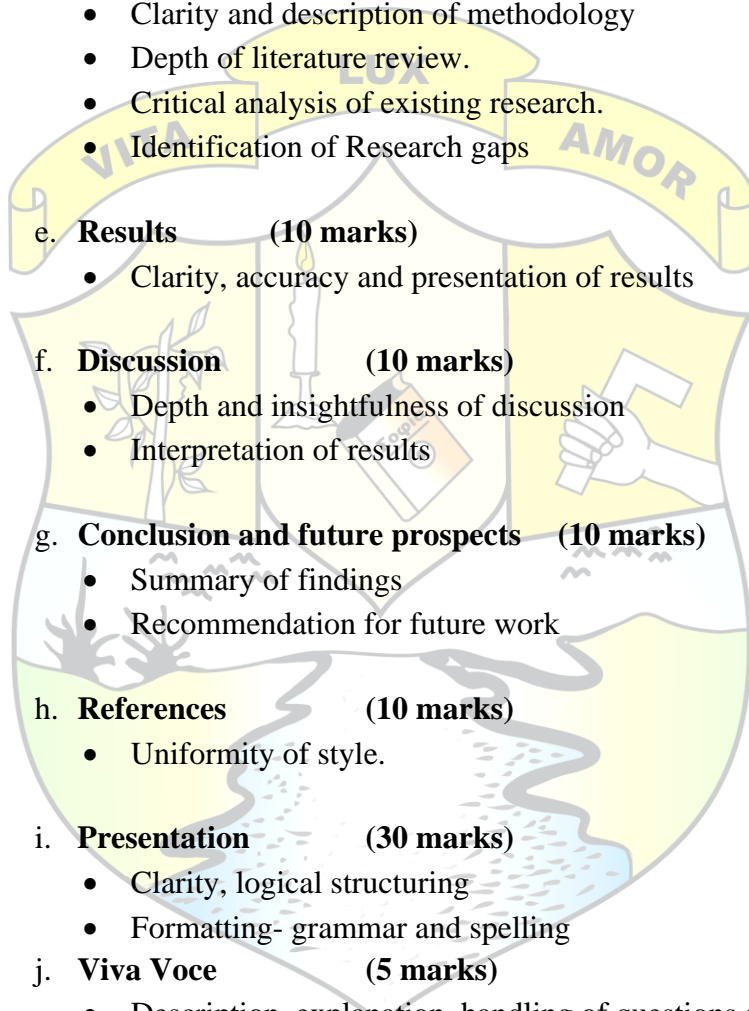 • Clarity and description of methodology
• Depth of literature review.
LUX
• Critical analysis of existing research.
VITA
AMOR
• Identification of Research gaps
e. Results (10 marks)
• Clarity, accuracy and presentation of results
f. Discussion (10 marks)
• Depth and insightfulness of discussion
• Interpretation of results
g. Conclusion and future prospects (10 marks)
• Summary of findings
• Recommendation for future work
h. References (10 marks)
• Uniformity of style.
i. Presentation (30 marks)
• Clarity, logical structuring
• Formatting- grammar and spelling
j. Viva Voce (5 marks)
• Description, explanation, handling of questions